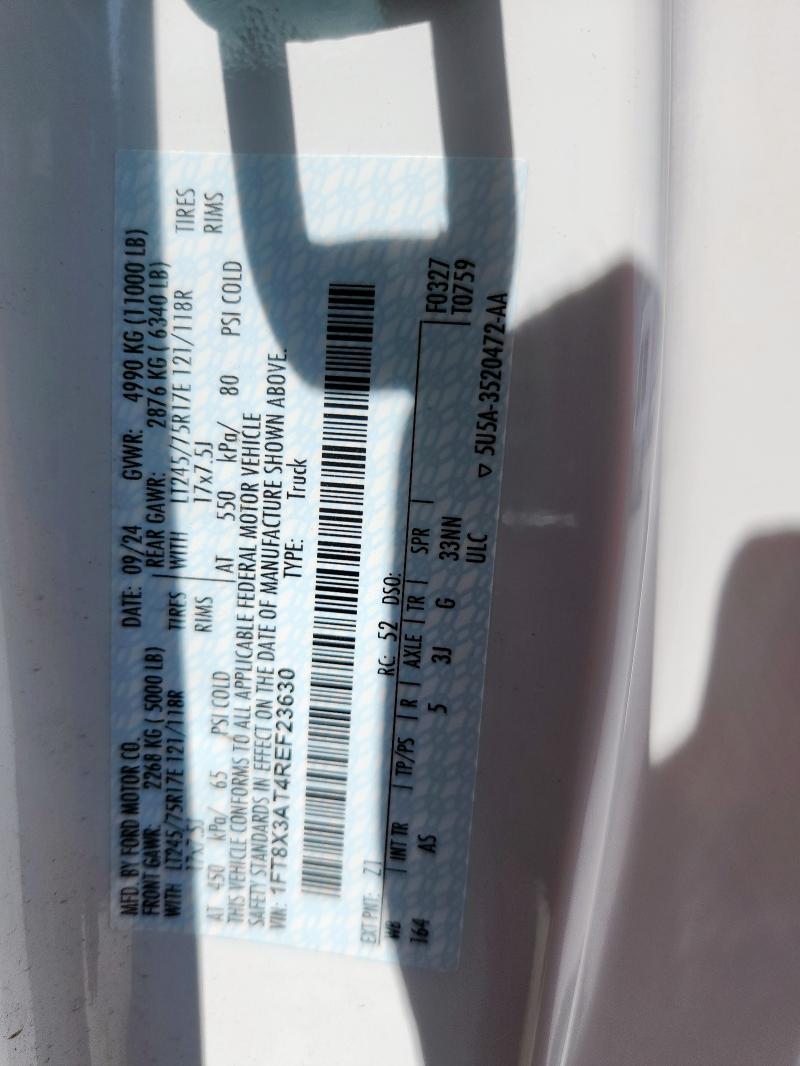 MFD. BY FORD MOTOR CO. DATE: 09/24 GVWR: 4990 KG (11000 LB)
FRONT GAWR: 2268 KG ( 5000 LB) REAR GAWR: 2876 KG ( 6340 LB)
WITH LT245/75R17E 121/118R TIRES WITH LT245/75R17E 121/118R TIRES
17x7.5J RIMS 17x7.5J RIMS
AT 450 kPa/ 65 PSI COLD AT 550 kPa/ 80 PSI COLD
THIS VEHICLE CONFORMS TO ALL APPLICABLE FEDERAL MOTOR VEHICLE
SAFETY STANDARDS IN EFFECT ON THE DATE OF MANUFACTURE SHOWN ABOVE.
VIN: 1FT8X3AT4REF23630 TYPE: Truck
EXT PNT: Z1 RC: 52 DSO:
WB INT TR TP/PS R AXLE TR SPR F0327
164 AS 5 3J G 33NN T0759
ULC
▽ 5U5A-3520472-AA